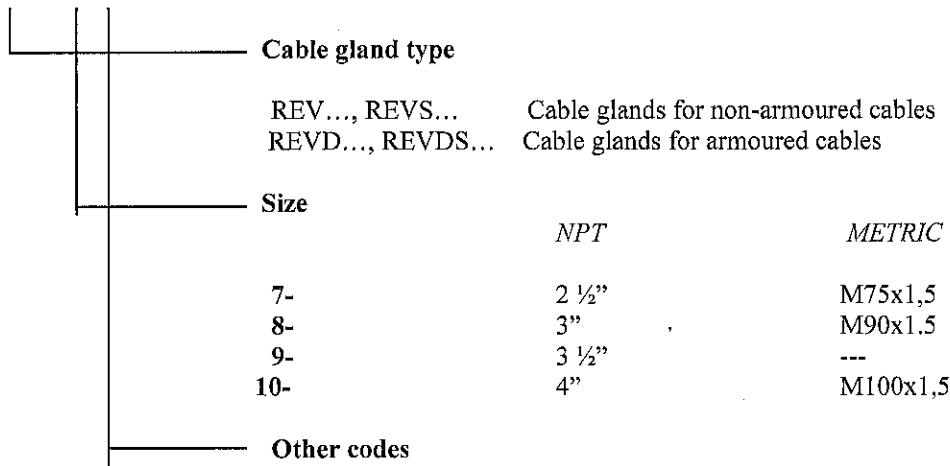 Cable gland type
REV…, REVS… Cable glands for non-armoured cables
REVD…, REVDS… Cable glands for armoured cables
Size
NPT METRIC
7- 2 ½” M75x1,5
8- 3” M90x1.5
9- 3 ½” ---
10- 4” M100x1,5
Other codes